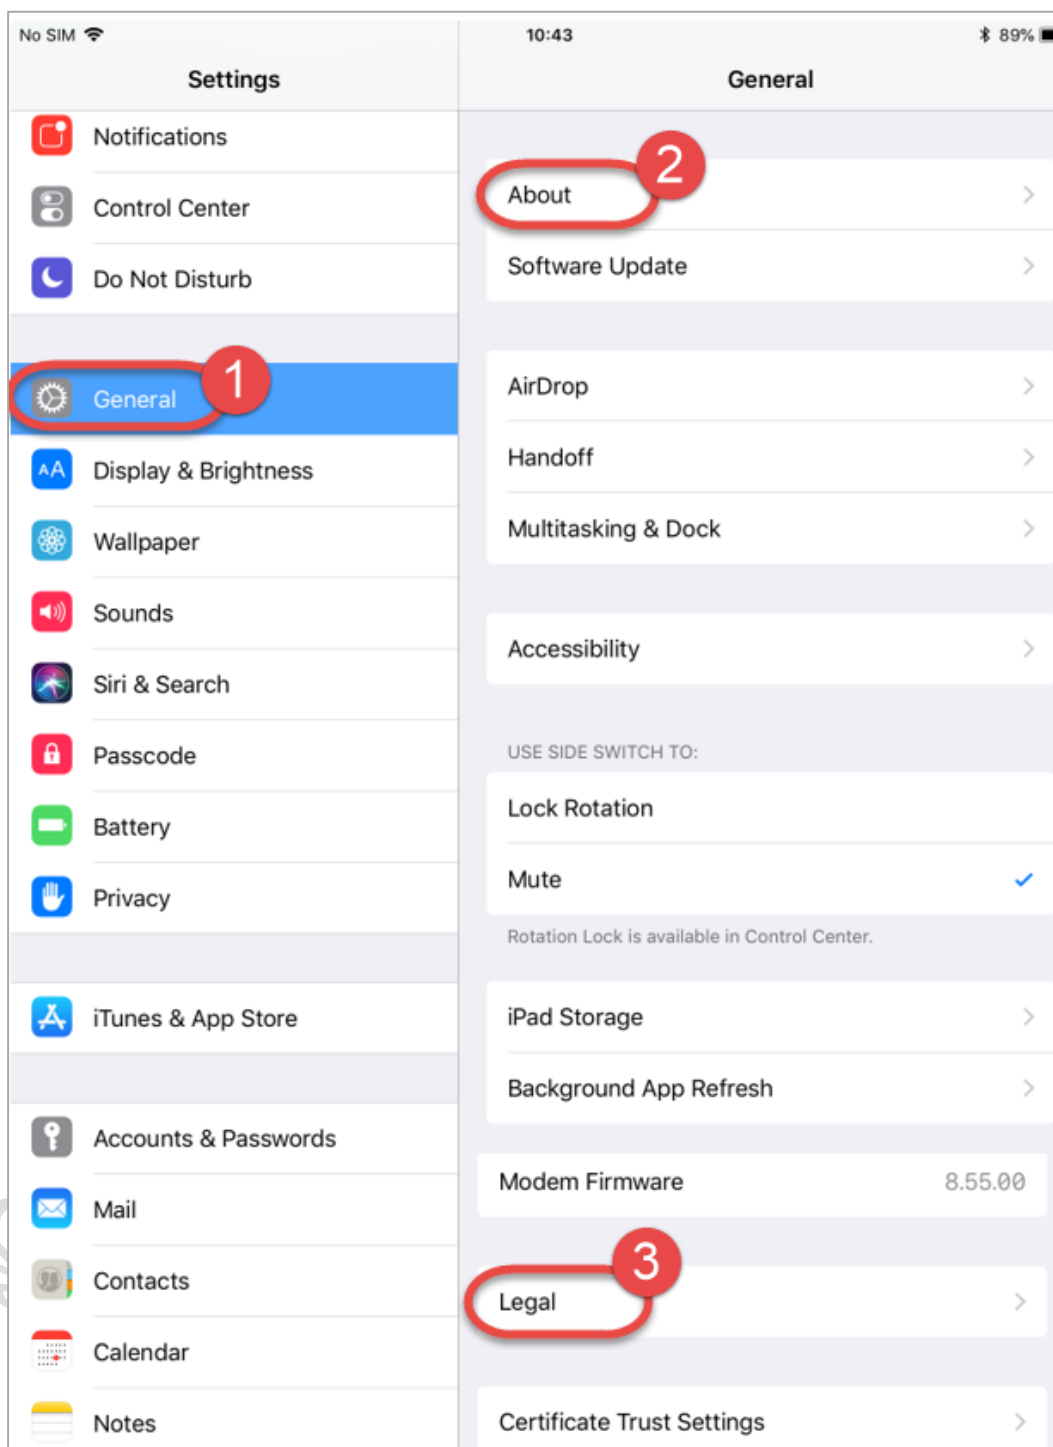 No SIM
10:43
89%
Settings
General
Notifications
Control Center
Do Not Disturb
General
1
Display & Brightness
Wallpaper
Sounds
Siri & Search
Passcode
Battery
Privacy
iTunes & App Store
Accounts & Passwords
Mail
Contacts
Calendar
Notes
About
2
Software Update
AirDrop
Handoff
Multitasking & Dock
Accessibility
USE SIDE SWITCH TO:
Lock Rotation
Mute
Rotation Lock is available in Control Center.
iPad Storage
Background App Refresh
Modem Firmware 8.55.00
3
Legal
Certificate Trust Settings